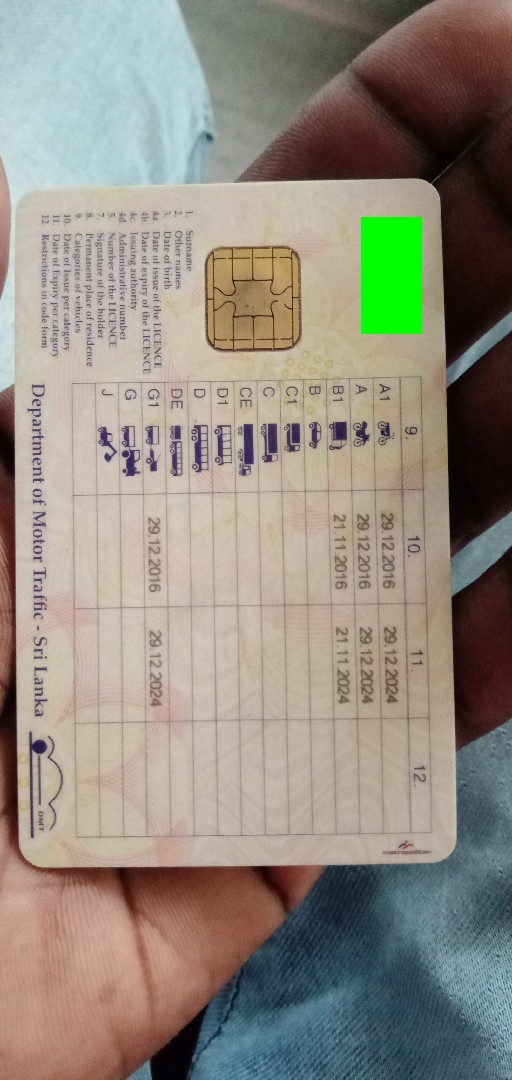 9. 10. 11. 12.
A1 29.12.2016 29.12.2024
A 29.12.2016 29.12.2024
B1 21.11.2016 21.11.2024
B
C1
C
CE
D1
D
DE
G1 29.12.2016 29.12.2024
G
J
1. Surname
2. Other names
3. Date of birth
4a Date of issue of the LICENCE
4b Date of expiry of the LICENCE
4c Issuing authority
4d Administrative number
5. Number of the LICENCE
7. Signature of the holder
8. Permanent place of residence
9. Categories of vehicles
10. Date of Issue per category
11. Date of Expiry per category
12. Restrictions in code form
Department of Motor Traffic - Sri Lanka
DMT